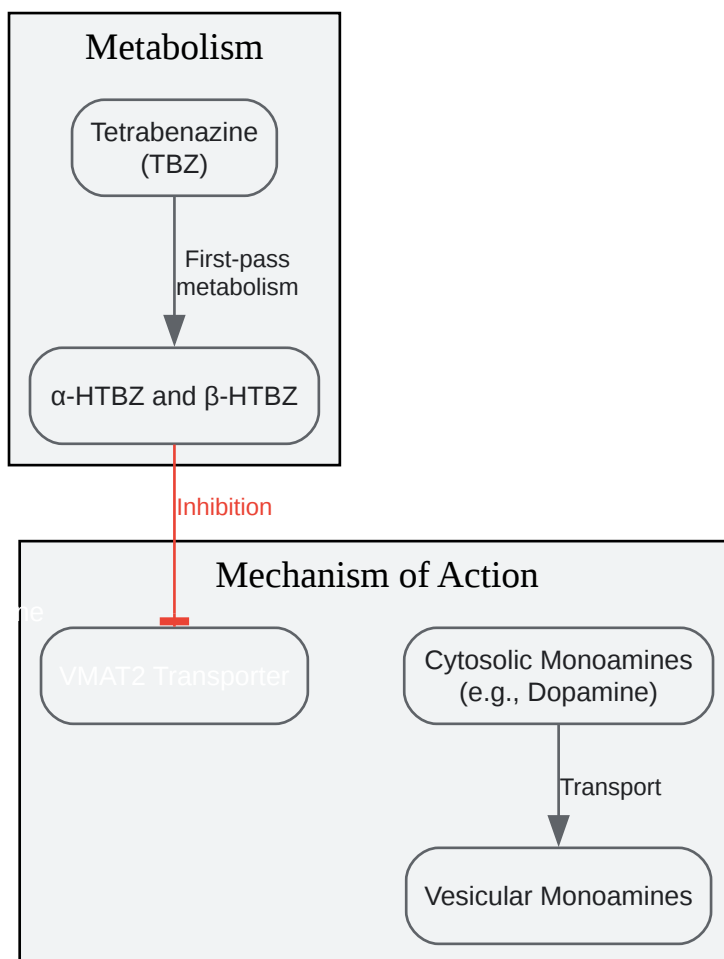 Metabolism
Tetrabenazine
(TBZ)
First-pass
metabolism
α-HTBZ and β-HTBZ
Inhibition
Mechanism of Action
VMAT2 Transporter
Cytosolic Monoamines
(e.g., Dopamine)
Transport
Vesicular Monoamines